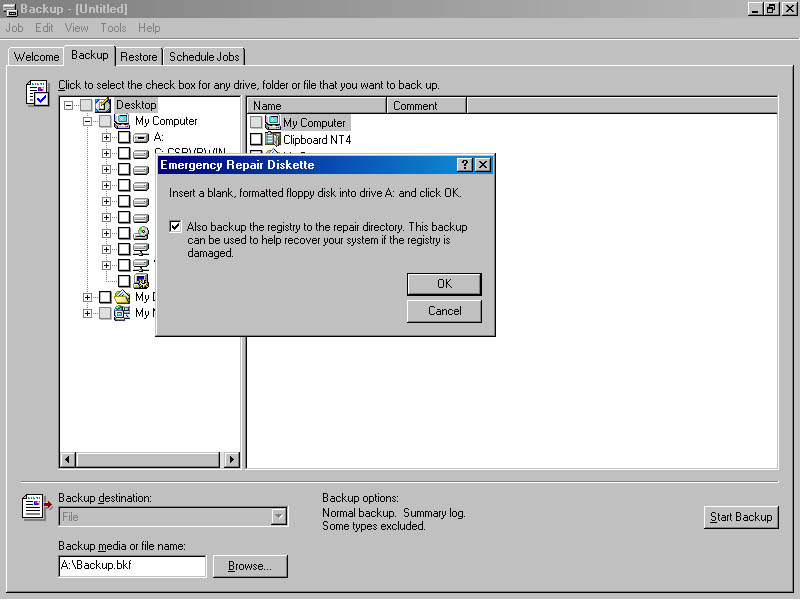 Backup - [Untitled]
Job Edit View Tools Help
Welcome Backup Restore Schedule Jobs
Click to select the check box for any drive, folder or file that you want to back up.
Desktop
My Computer
A:
Name Comment
My Computer
Clipboard NT4
Emergency Repair Diskette
Insert a blank, formatted floppy disk into drive A: and click OK.
Also backup the registry to the repair directory. This backup
can be used to help recover your system if the registry is
damaged.
OK
Cancel
My
My
Backup destination:
File
Backup media or file name:
A:\Backup.bkf
Browse...
Backup options:
Normal backup. Summary log.
Some types excluded.
Start Backup